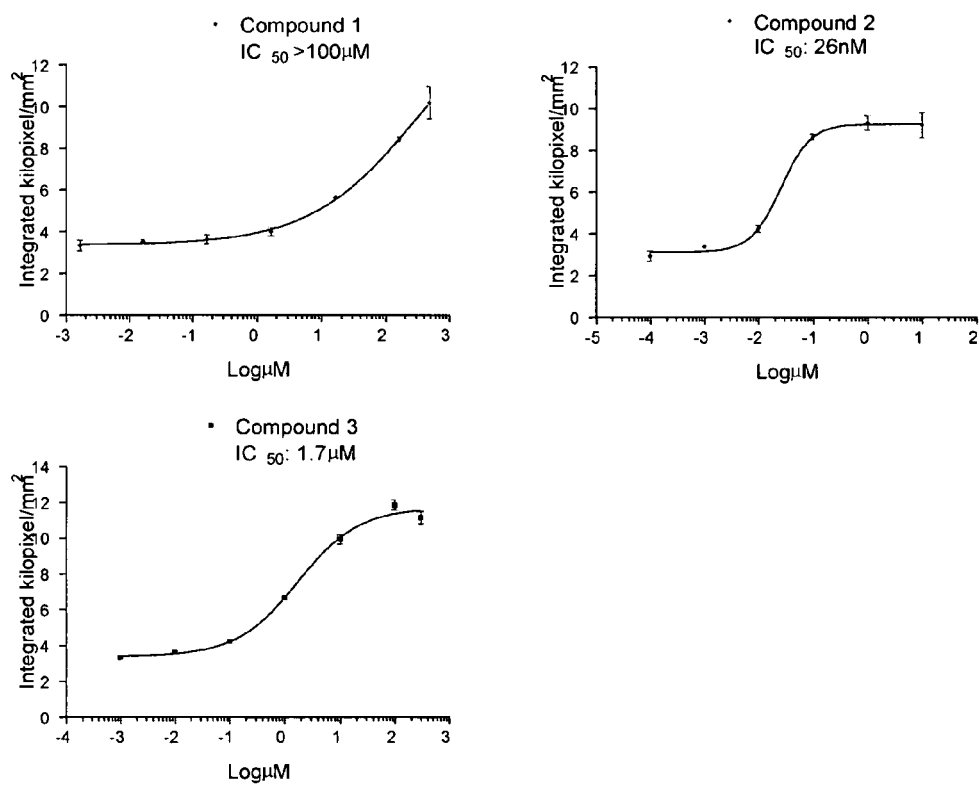 Compound 1
IC 50 >100μM
Integrated kilopixel/mm2
12
10
8
6
4
2
0
-3 -2 -1 0 1 2 3
LogμM
Compound 2
IC 50: 26nM
Integrated kilopixel/mm2
12
10
8
6
4
2
0
-5 -4 -3 -2 -1 0 1 2
LogμM
Compound 3
IC 50: 1.7μM
Integrated kilopixel/mm2
14
12
10
8
6
4
2
0
-4 -3 -2 -1 0 1 2 3
LogμM